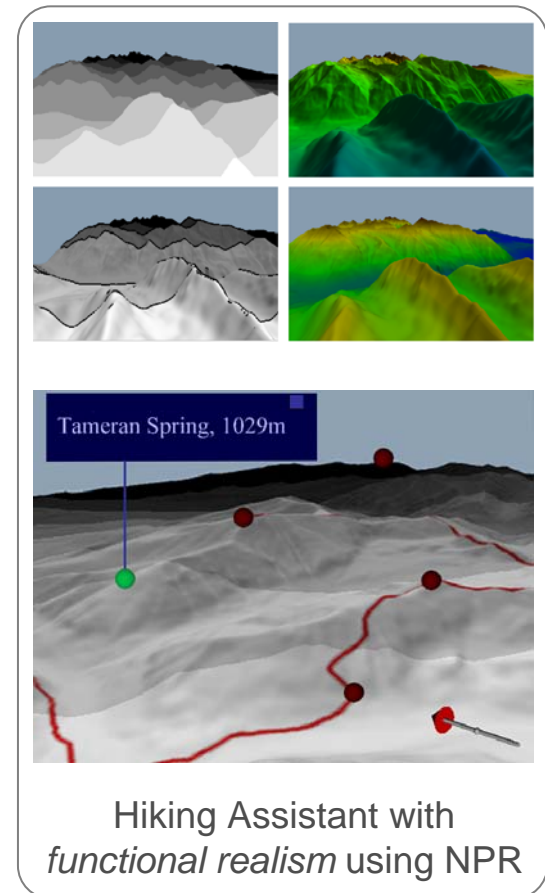 Tameran Spring, 1029m
Hiking Assistant with
functional realism using NPR